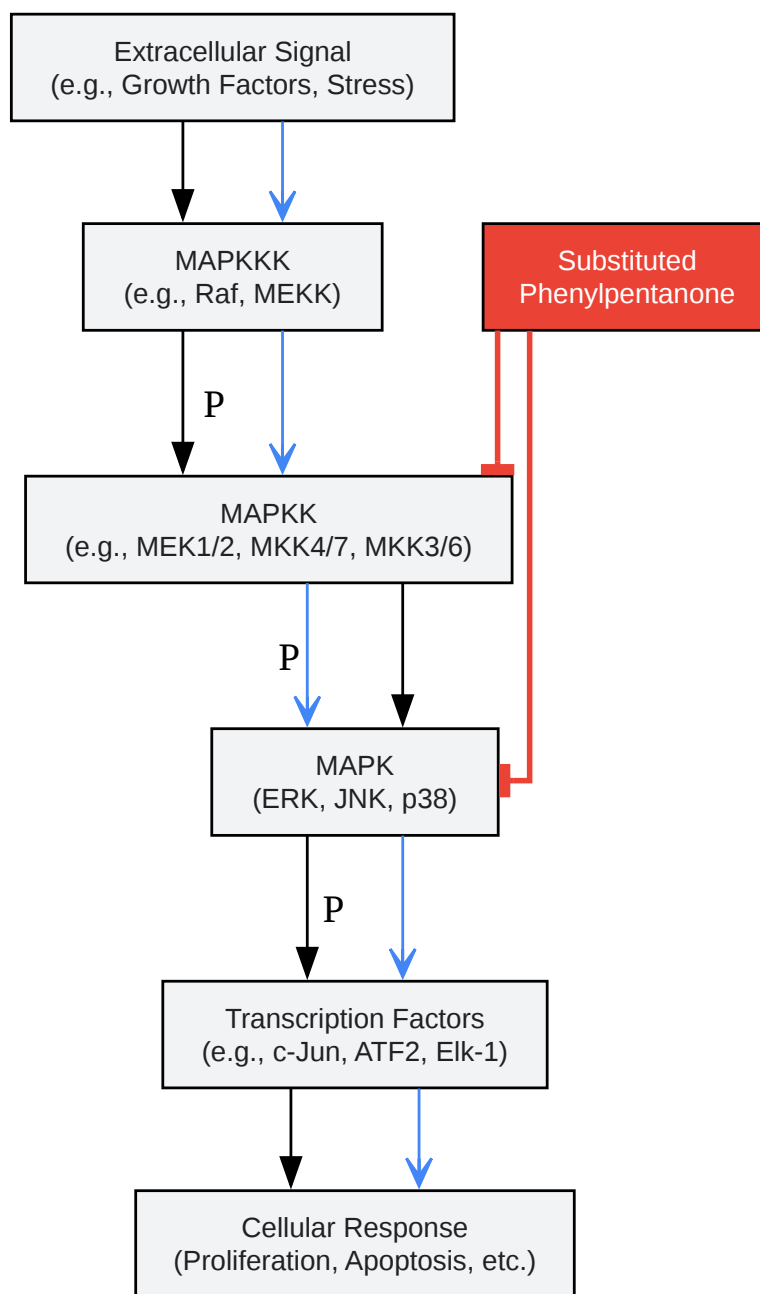 Extracellular Signal
(e.g., Growth Factors, Stress)
MAPKKK
(e.g., Raf, MEKK)
Substituted
Phenylpentanone
P
MAPKK
(e.g., MEK1/2, MKK4/7, MKK3/6)
P
MAPK
(ERK, JNK, p38)
P
Transcription Factors
(e.g., c-Jun, ATF2, Elk-1)
Cellular Response
(Proliferation, Apoptosis, etc.)